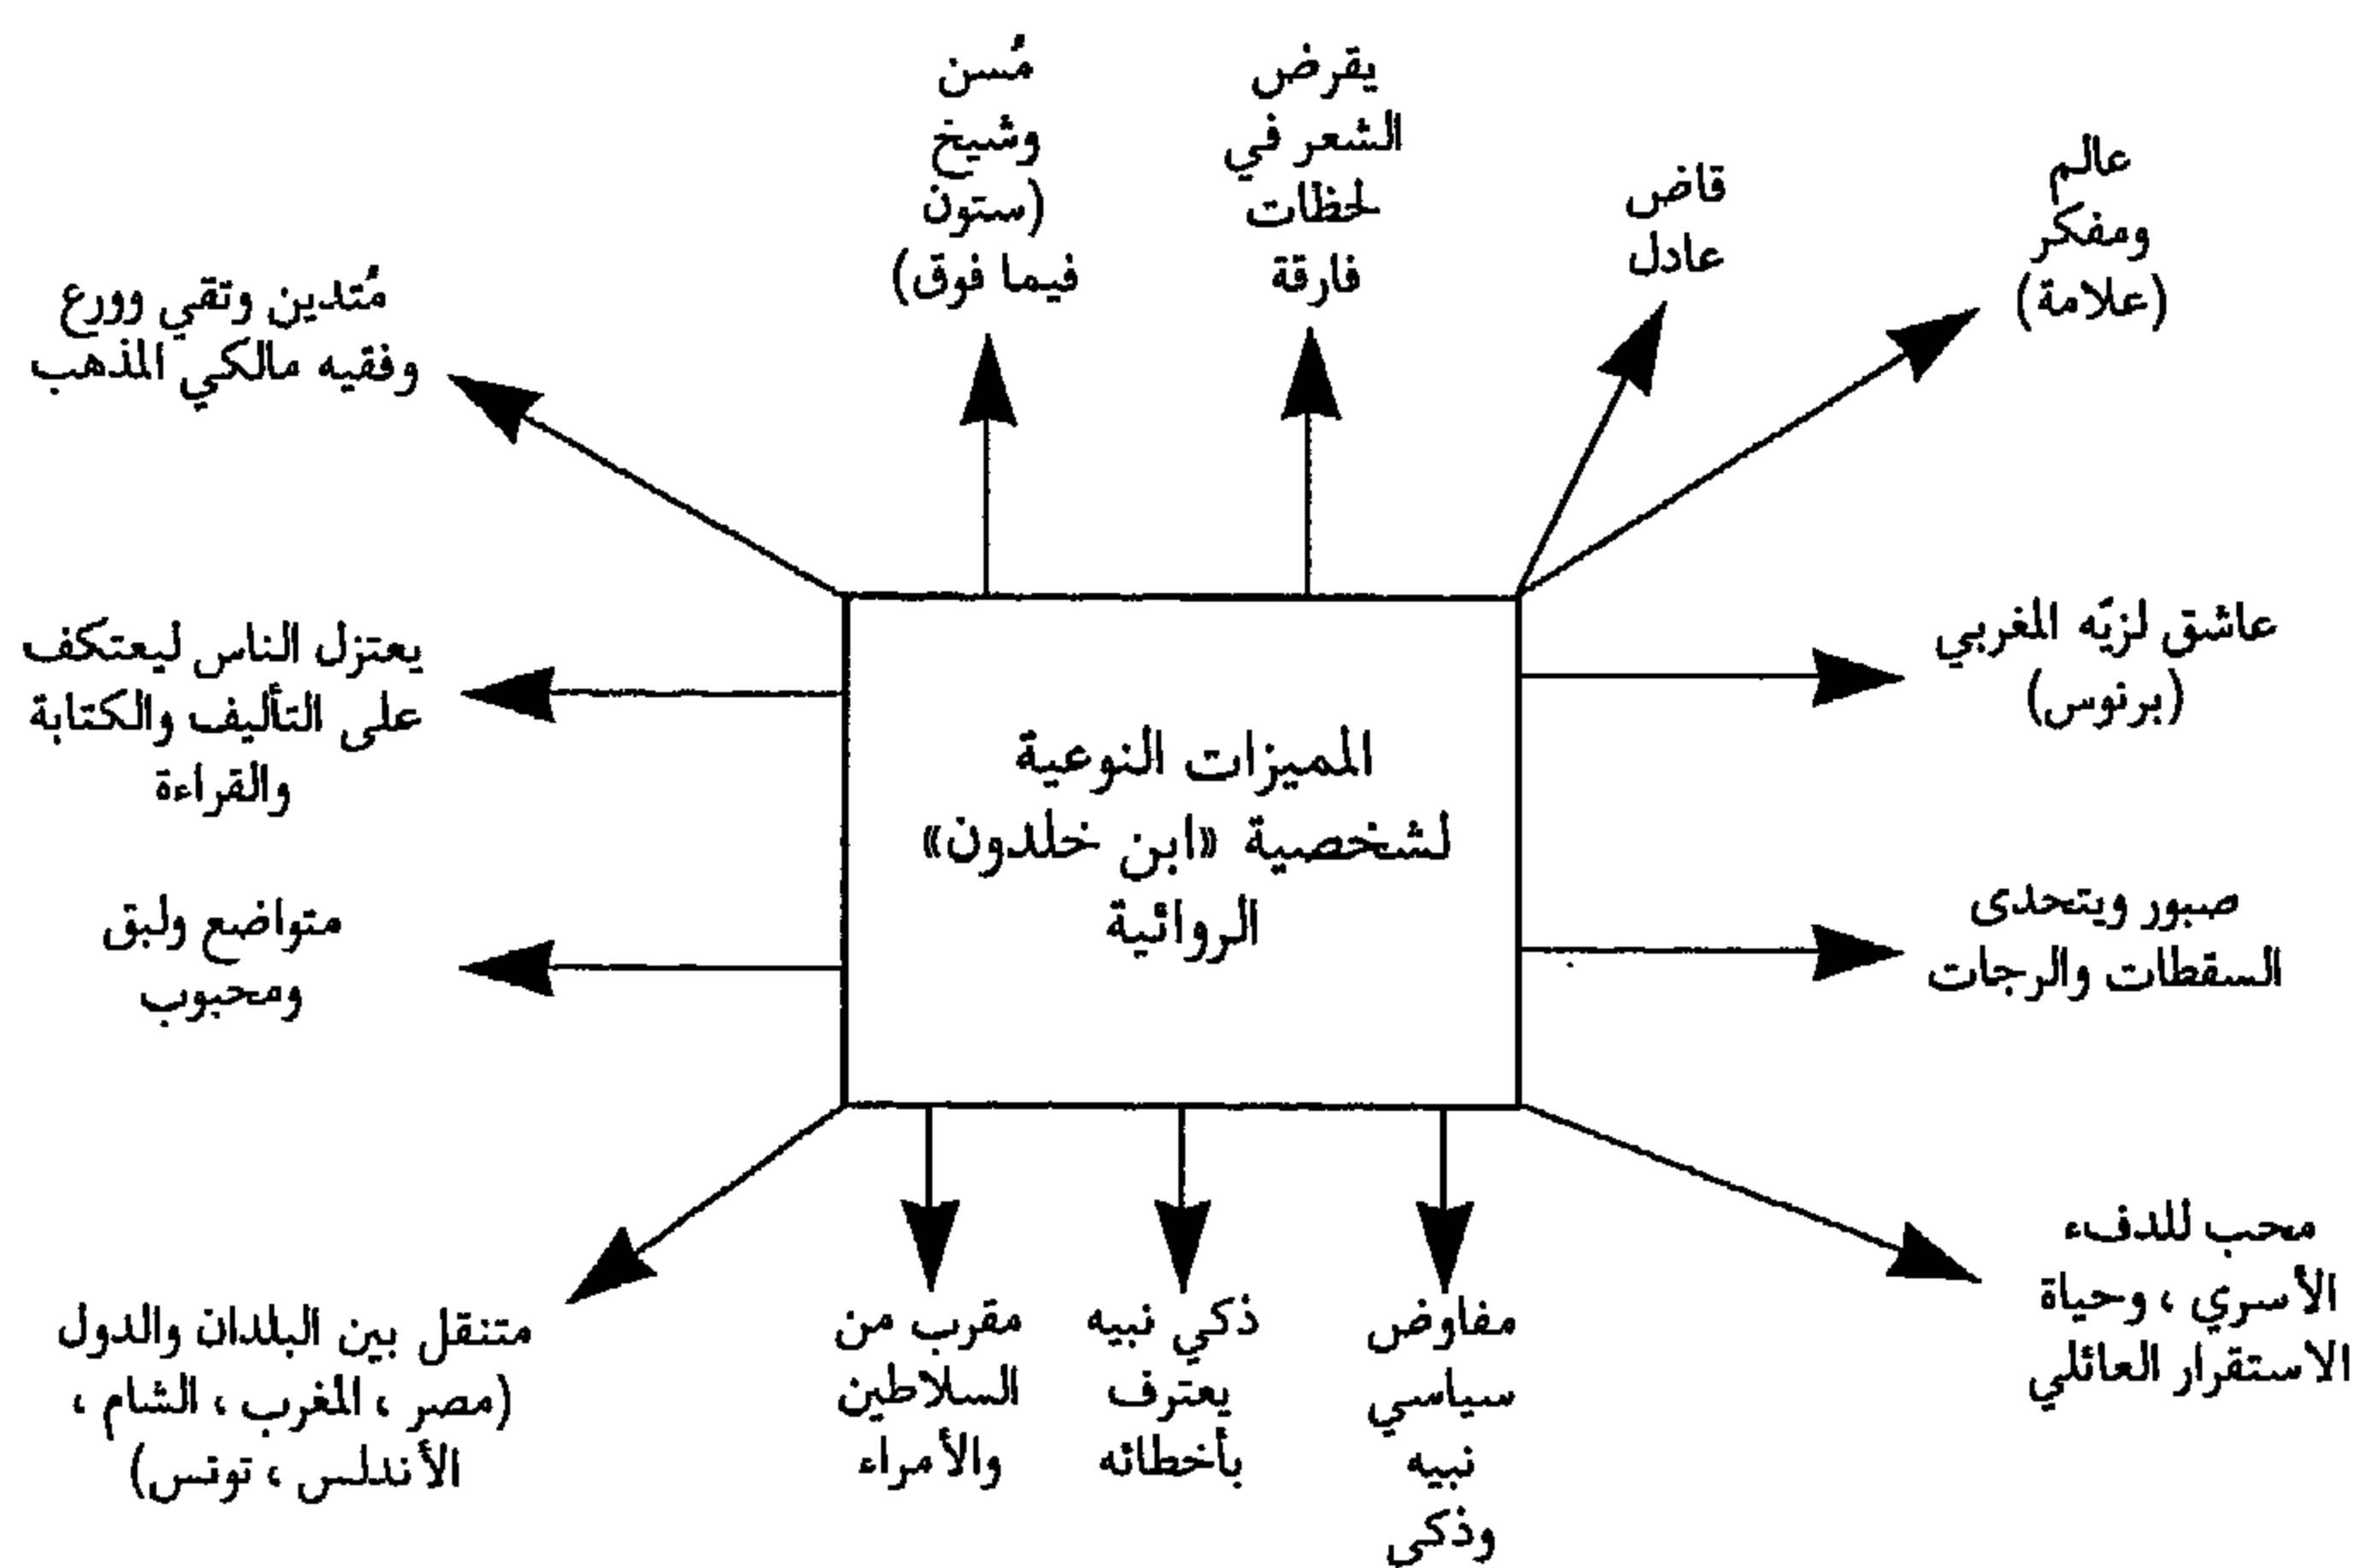 مُسن
وشيخ
(ستون
فيما فوق)
يقرض
الشعر في
لحظات
فارقة
قاض
عادل
عالم
ومفكر
(علامة)
مُتدين وتقي وورع
وفقيه مالكي المذهب
عاشق لزيّه المغربي
(برنوس)
يعتزل الناس ليعتكف
على التأليف والكتابة
والقراءة
المميزات النوعية
لشخصية «ابن خلدون»
الروائية
صبور ويتحدى
السقطات والرجات
متواضع ولبق
ومحبوب
محب للدفء
الأسري ، وحياة
الاستقرار العائلي
مفاوض
سياسي
نبيه
وذكي
ذكي نبيه
يعترف
بأخطائه
مقرب من
السلاطين
والأمراء
متنقل بين البلدان والدول
(مصر ، المغرب ، الشام ،
الأندلس ، تونس)